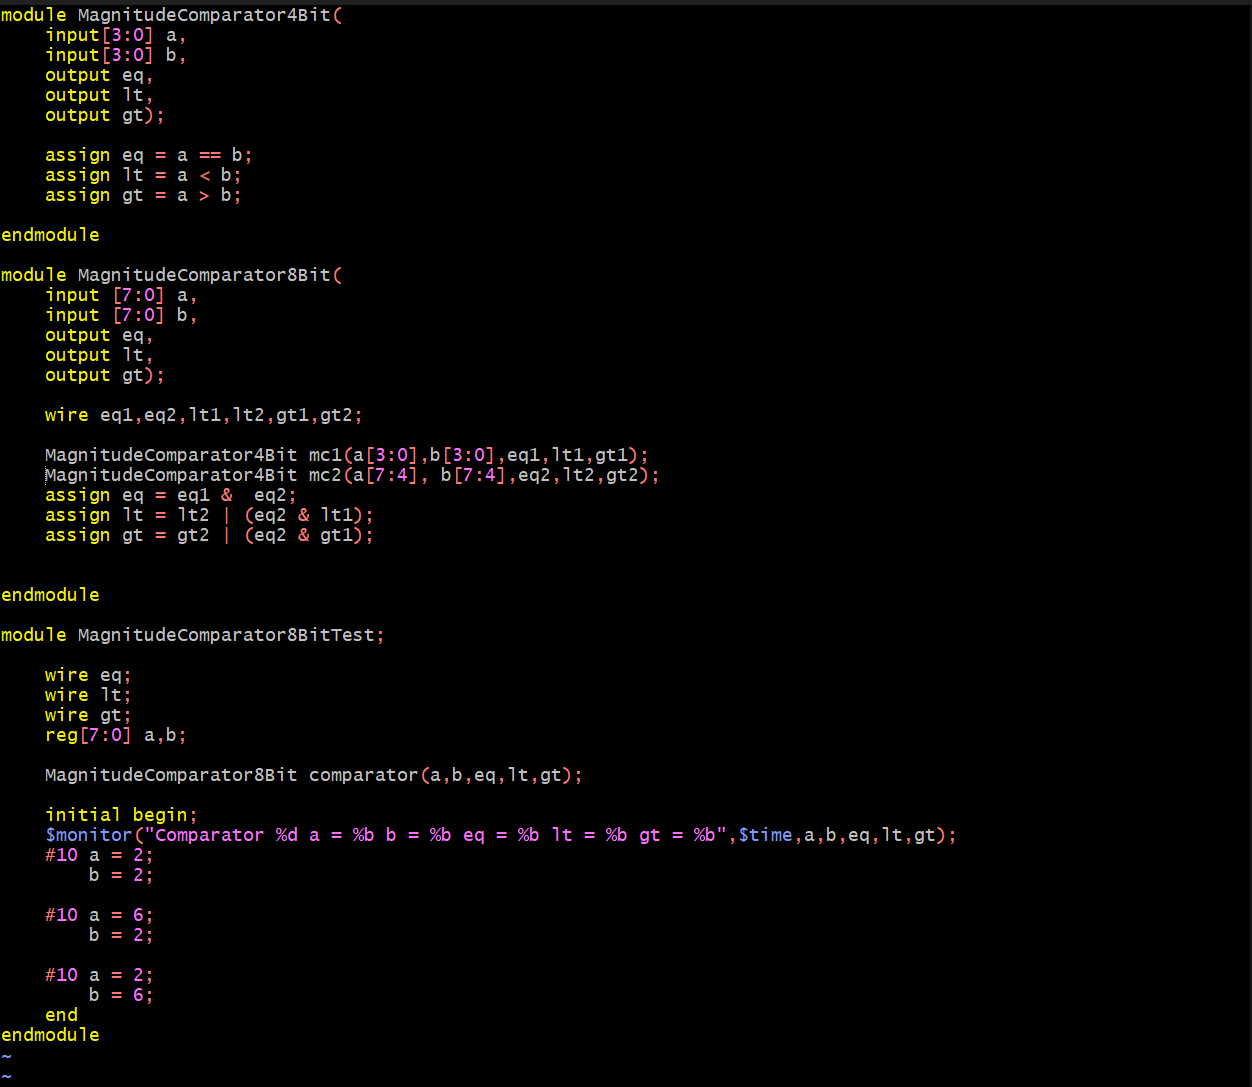 module MagnitudeComparator4Bit(
    input[3:0] a,
    input[3:0] b,
    output eq,
    output lt,
    output gt);

    assign eq = a == b;
    assign lt = a < b;
    assign gt = a > b;

endmodule

module MagnitudeComparator8Bit(
    input [7:0] a,
    input [7:0] b,
    output eq,
    output lt,
    output gt);

    wire eq1,eq2,lt1,lt2,gt1,gt2;

    MagnitudeComparator4Bit mc1(a[3:0],b[3:0],eq1,lt1,gt1);
    MagnitudeComparator4Bit mc2(a[7:4], b[7:4],eq2,lt2,gt2);
    assign eq = eq1 &  eq2;
    assign lt = lt2 | (eq2 & lt1);
    assign gt = gt2 | (eq2 & gt1);


endmodule

module MagnitudeComparator8BitTest;

    wire eq;
    wire lt;
    wire gt;
    reg[7:0] a,b;

    MagnitudeComparator8Bit comparator(a,b,eq,lt,gt);

    initial begin;
    $monitor("Comparator %d a = %b b = %b eq = %b lt = %b gt = %b",$time,a,b,eq,lt,gt);
    #10 a = 2;
        b = 2;

    #10 a = 6;
        b = 2;

    #10 a = 2;
        b = 6;
    end
endmodule
~
~